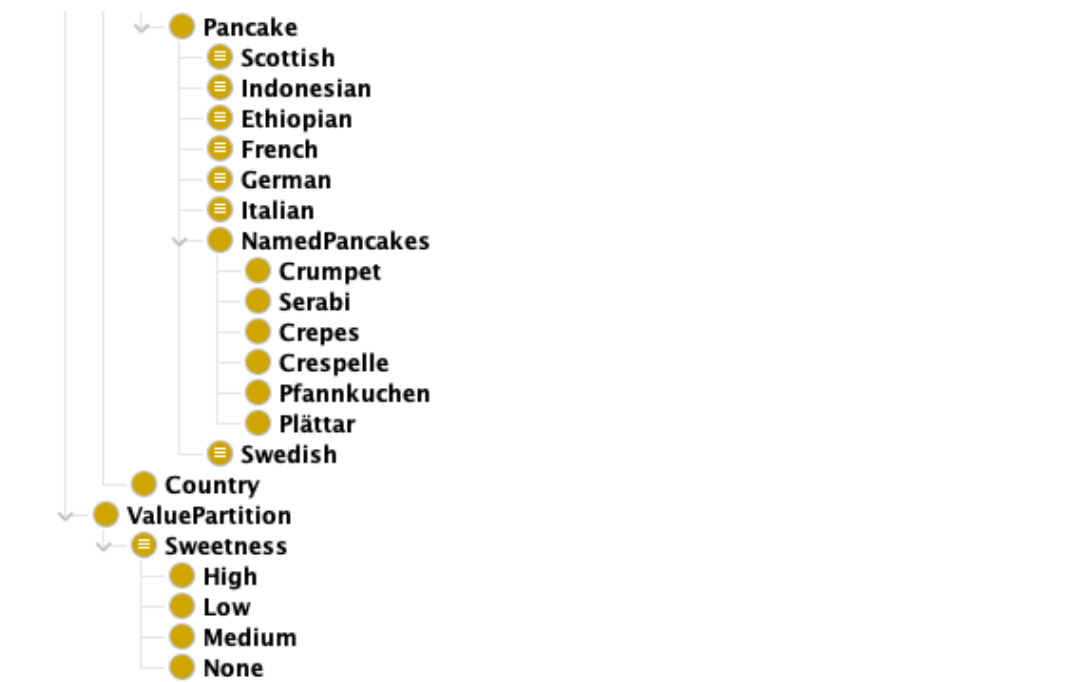 Pancake
Scottish
Indonesian
Ethiopian
French
German
Italian
NamedPancakes
Crumpet
Serabi
Crepes
Crespelle
Pfannkuchen
Plättar
Swedish
Country
ValuePartition
Sweetness
High
Low
Medium
None